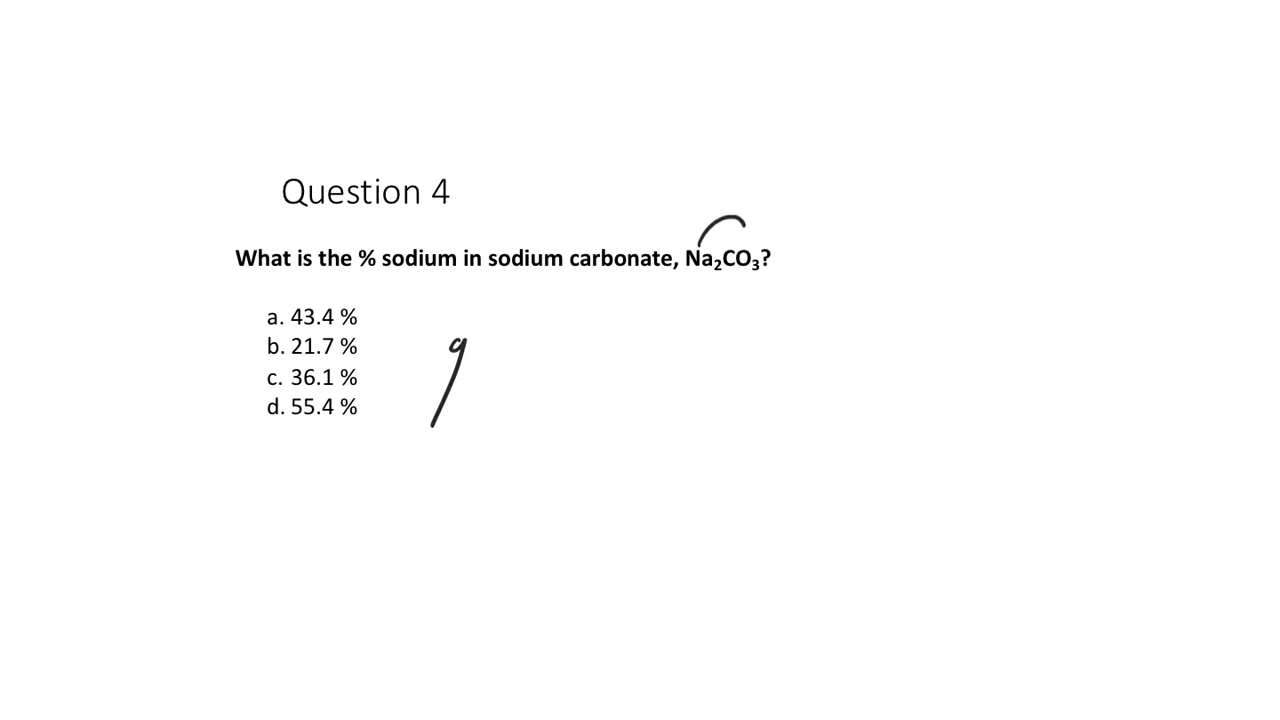 Question 4
What is the % sodium in sodium carbonate, Na₂CO₃?
a. 43.4 %
b. 21.7 %
c. 36.1 %
d. 55.4 %